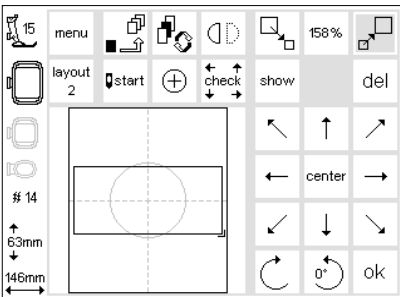 15
menu
158%
layout
2
start
check
show
del
center
# 14
63mm
146mm
0°
ok